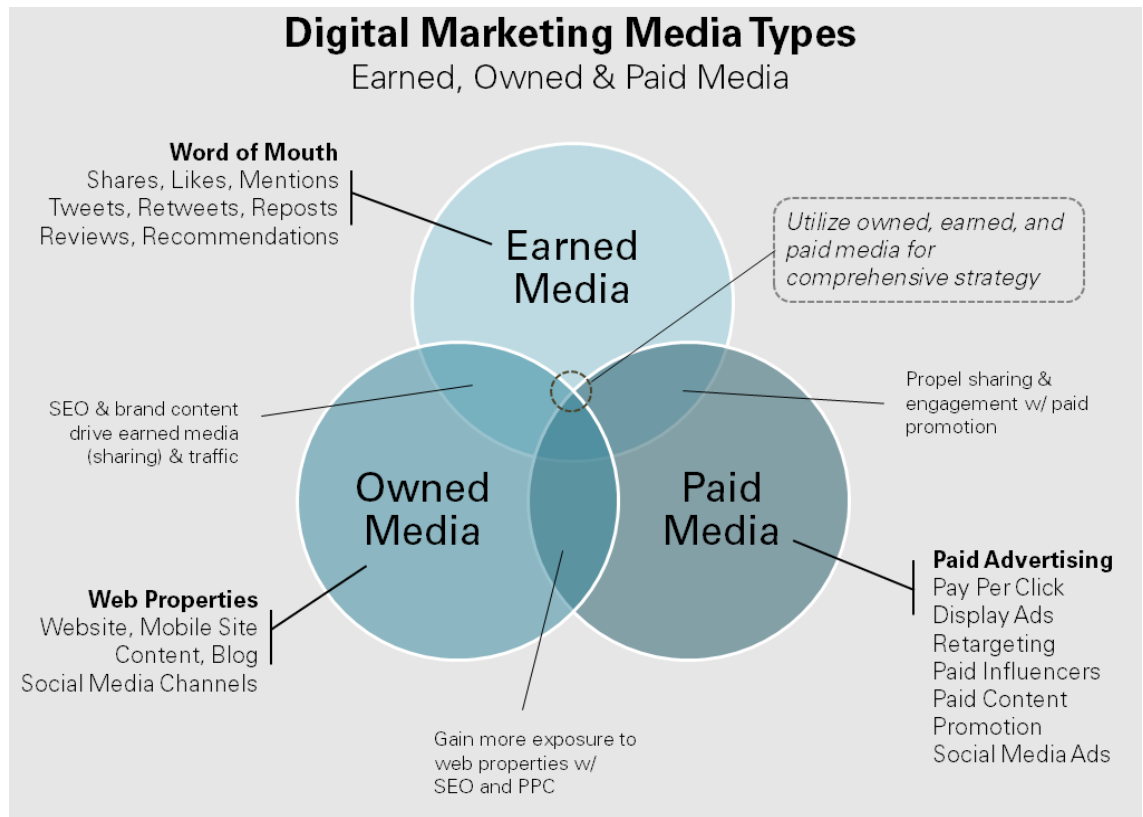 Digital Marketing Media Types
Earned, Owned & Paid Media
Word of Mouth
Shares, Likes, Mentions
Tweets, Retweets, Reposts
Reviews, Recommendations
Earned
Media
Utilize owned, earned, and
paid media for
comprehensive strategy
SEO & brand content
drive earned media
(sharing) & traffic
Propel sharing &
engagement w/ paid
promotion
Owned
Media
Paid
Media
Web Properties
Website, Mobile Site
Content, Blog
Social Media Channels
Gain more exposure to
web properties w/
SEO and PPC
Paid Advertising
Pay Per Click
Display Ads
Retargeting
Paid Influencers
Paid Content
Promotion
Social Media Ads